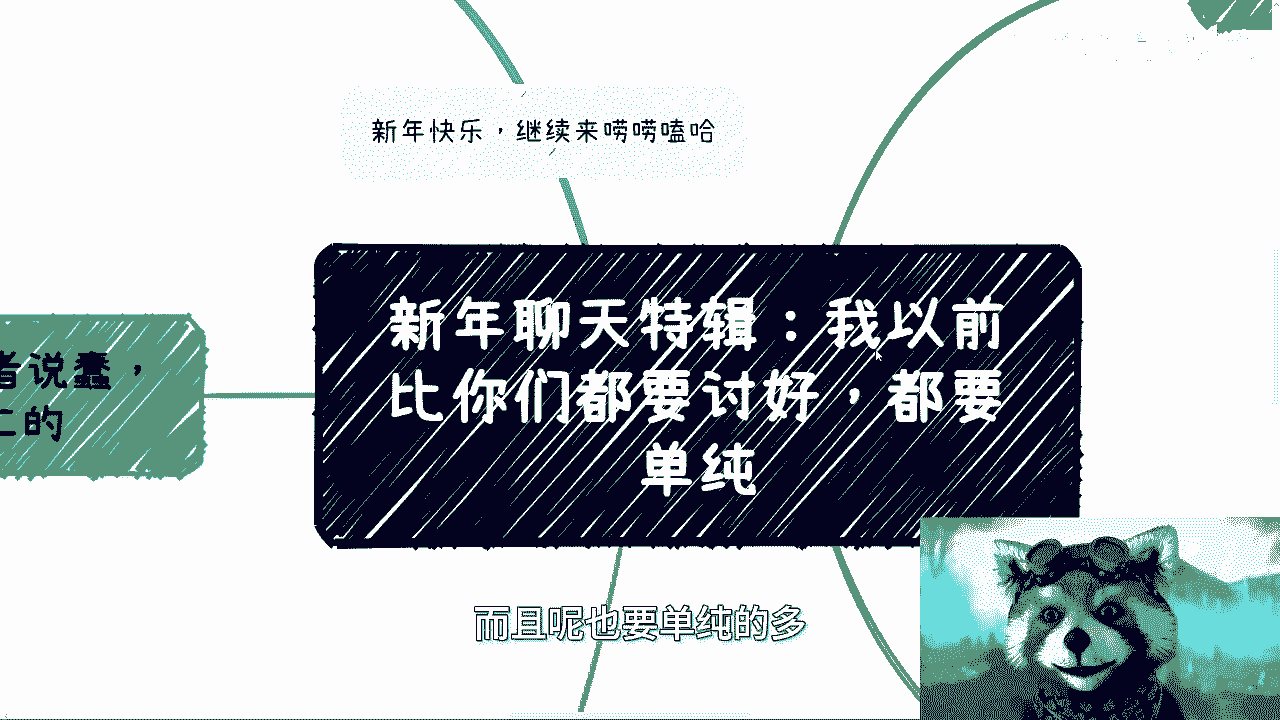 新年快乐，继续来唠唠嗑哈
新年聊天特辑：我以前
比你们都要讨好，都要
单纯
者说蠢，
的
而且呢也要单纯的多